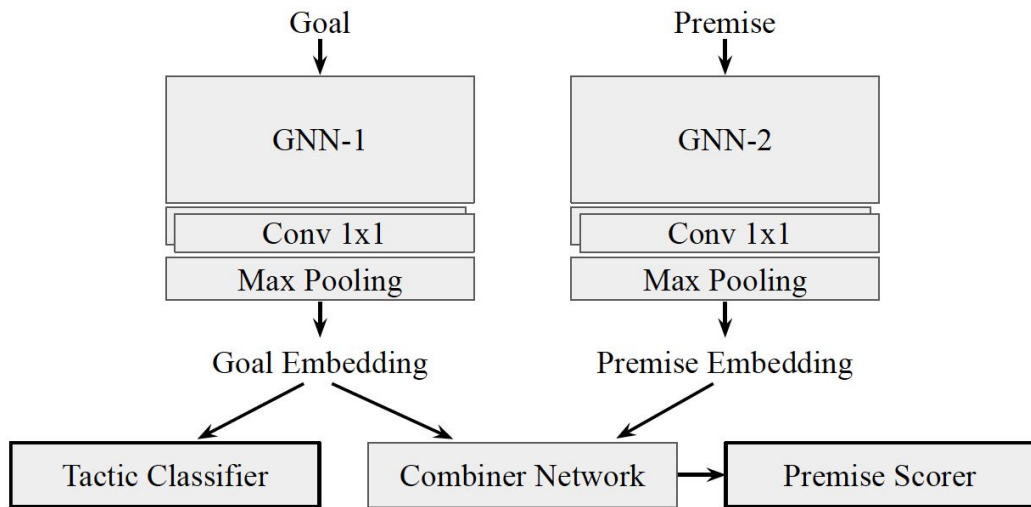 Goal
Premise
GNN-1
GNN-2
Conv 1x1
Conv 1x1
Max Pooling
Max Pooling
Goal Embedding
Premise Embedding
Tactic Classifier
Combiner Network
Premise Scorer